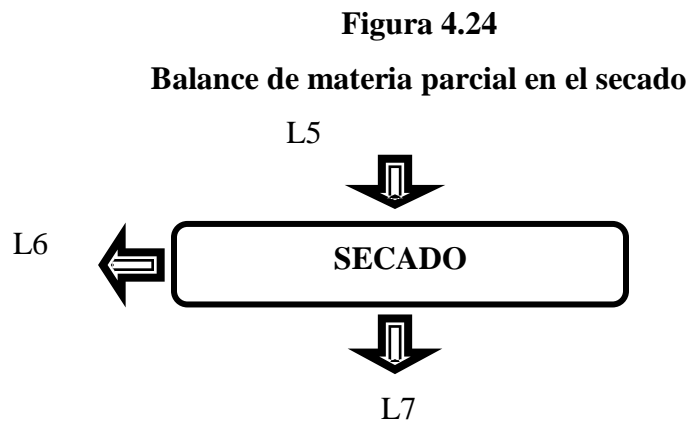 Figura 4.24
Balance de materia parcial en el secado
L5
L6
SECADO
L7